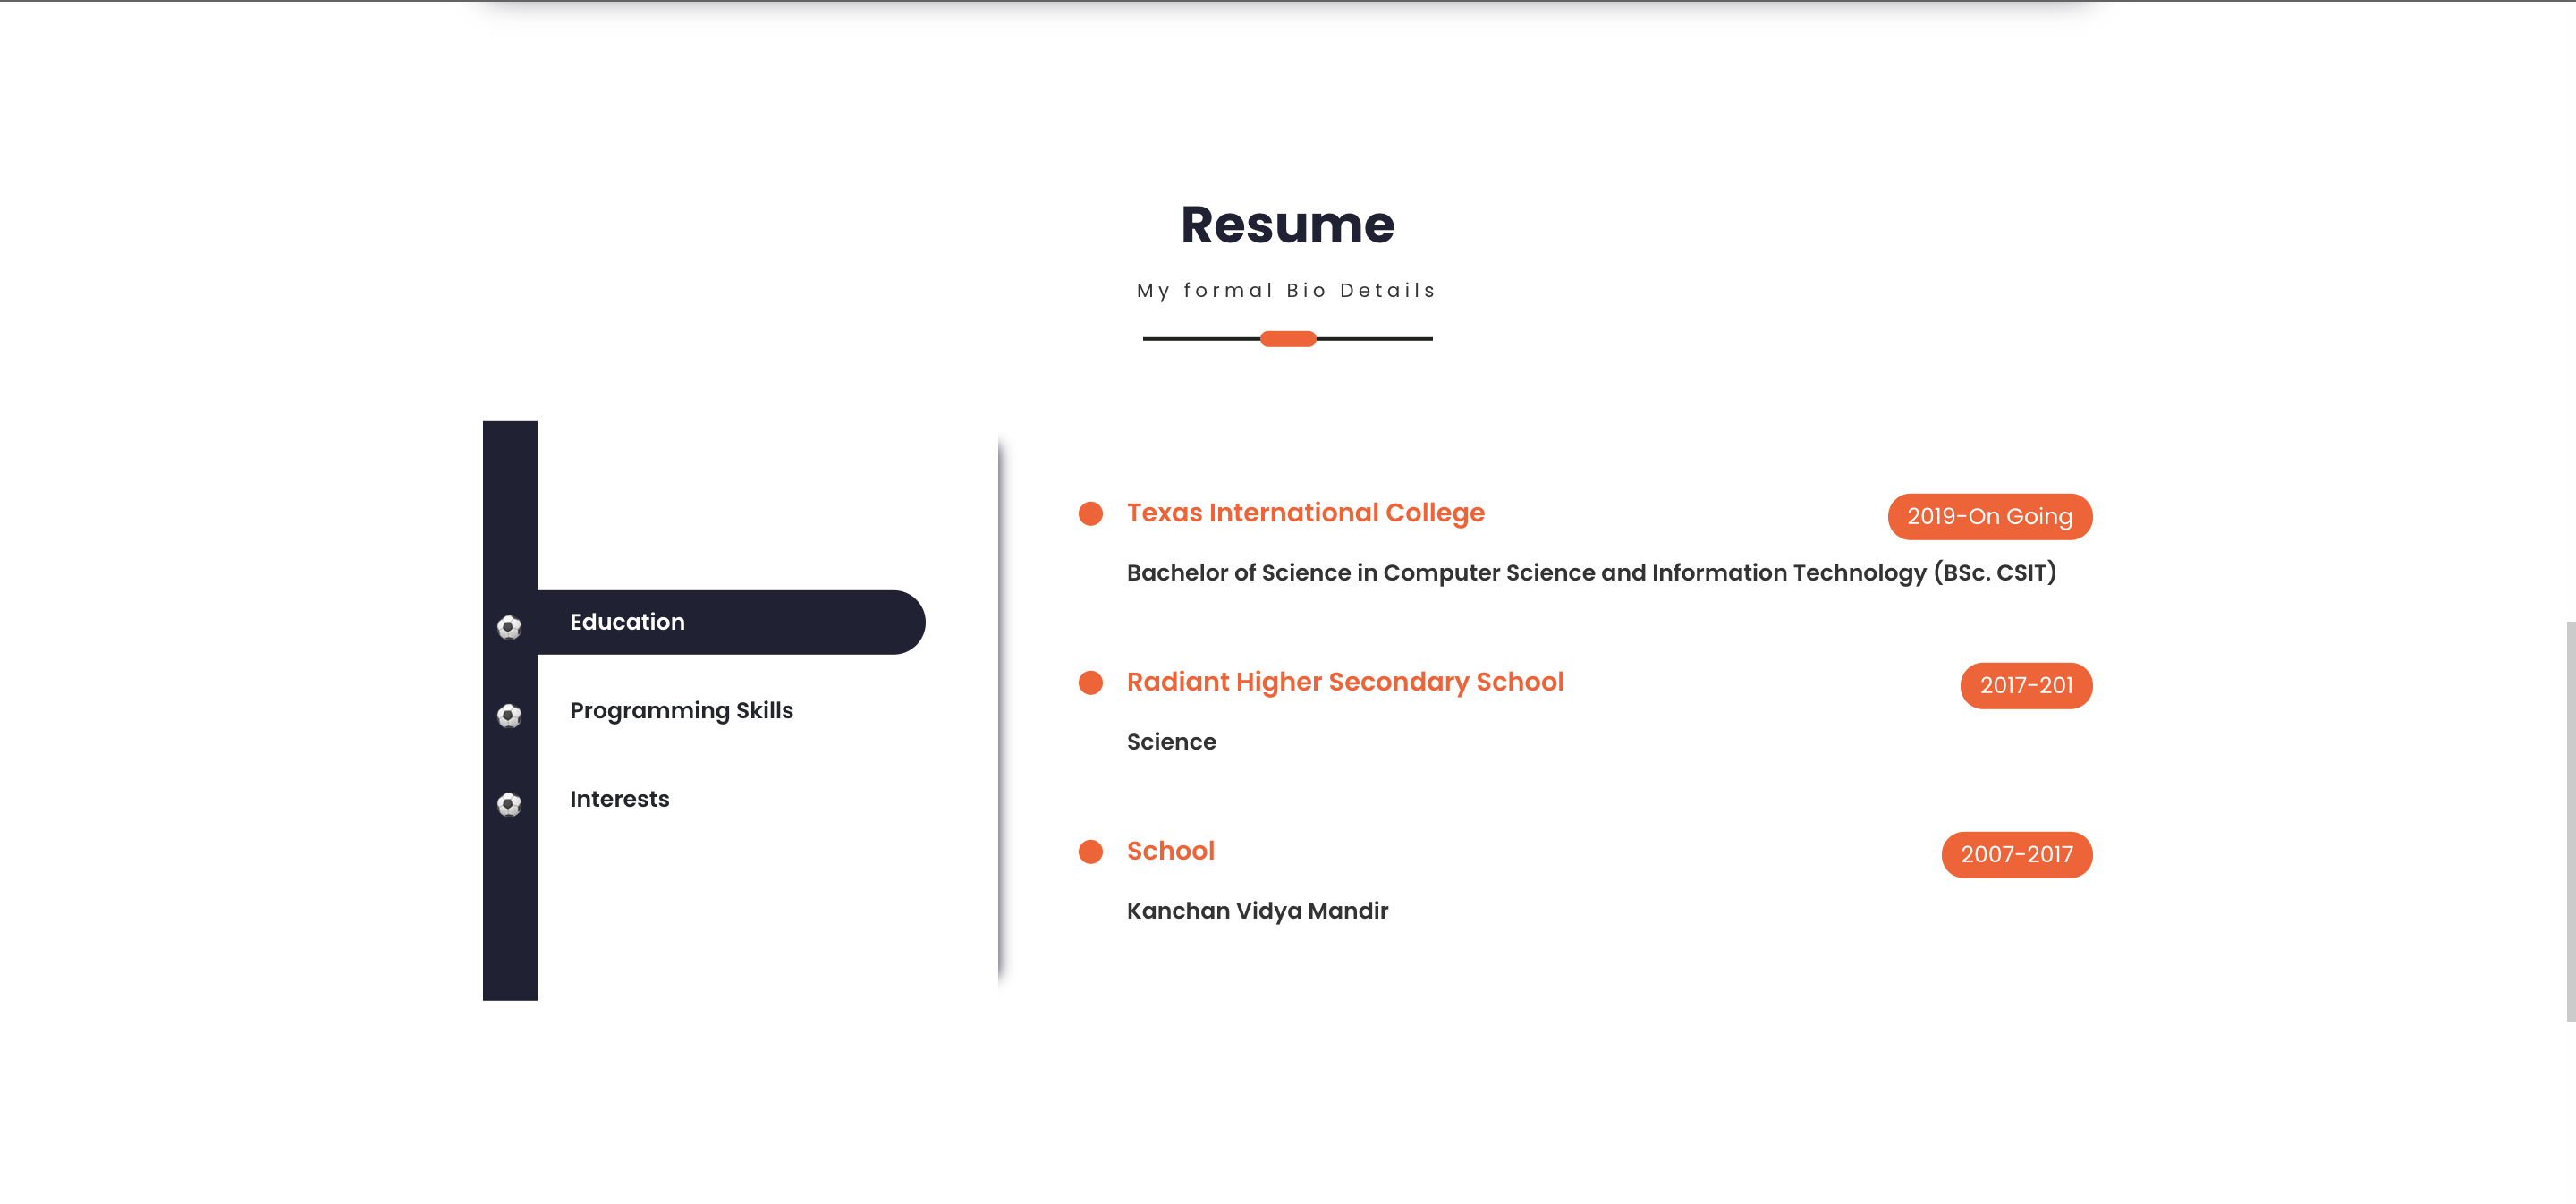 Resume
My formal Bio Details
Education
Programming Skills
Interests
Texas International College
2019-On Going
Bachelor of Science in Computer Science and Information Technology (BSc. CSIT)
Radiant Higher Secondary School
2017-201
Science
School
2007-2017
Kanchan Vidya Mandir